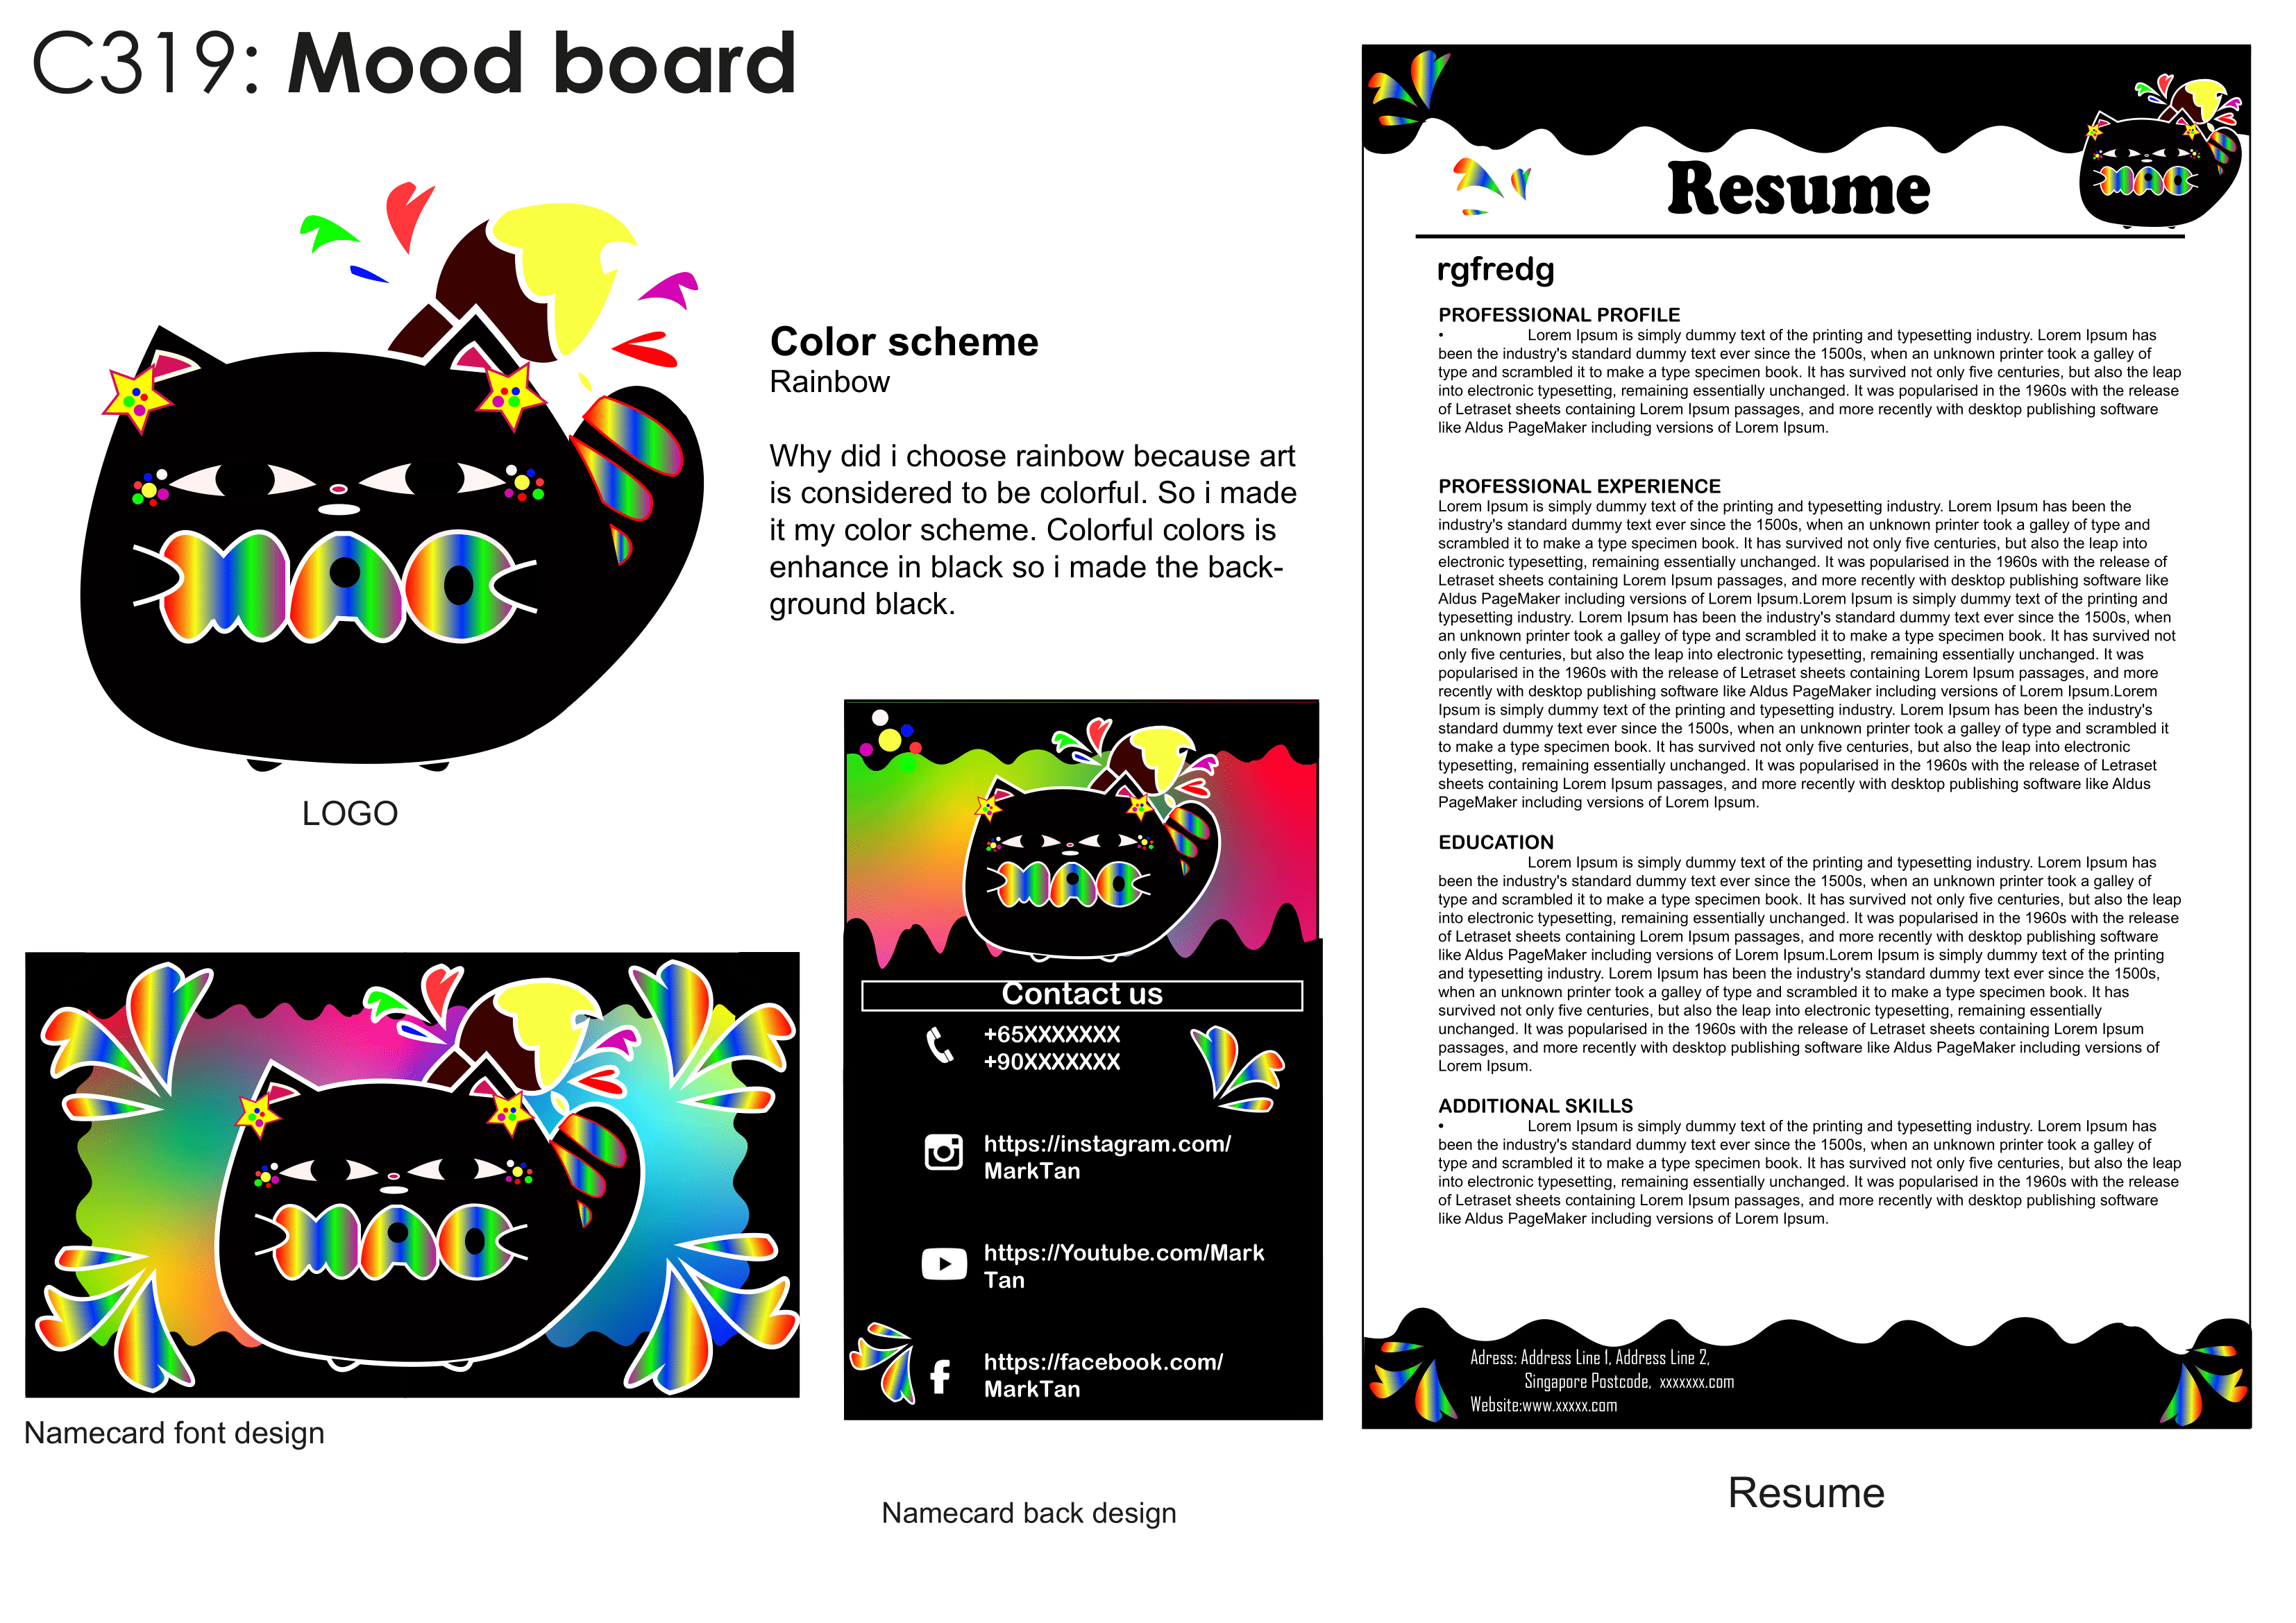 C319: Mood board
MAO
LOGO
Color scheme
Rainbow
Why did i choose rainbow because art
is considered to be colorful. So i made
it my color scheme. Colorful colors is
enhance in black so i made the back-
ground black.
MAO
Namecard font design
MAO
Contact us
+65XXXXXXX
+90XXXXXXX
https://instagram.com/
MarkTan
https://Youtube.com/Mark
Tan
https://facebook.com/
MarkTan
Namecard back design
Resume
MAO
rgfredg
PROFESSIONAL PROFILE
• Lorem Ipsum is simply dummy text of the printing and typesetting industry. Lorem Ipsum has
been the industry's standard dummy text ever since the 1500s, when an unknown printer took a galley of
type and scrambled it to make a type specimen book. It has survived not only five centuries, but also the leap
into electronic typesetting, remaining essentially unchanged. It was popularised in the 1960s with the release
of Letraset sheets containing Lorem Ipsum passages, and more recently with desktop publishing software
like Aldus PageMaker including versions of Lorem Ipsum.
PROFESSIONAL EXPERIENCE
Lorem Ipsum is simply dummy text of the printing and typesetting industry. Lorem Ipsum has been the
industry's standard dummy text ever since the 1500s, when an unknown printer took a galley of type and
scrambled it to make a type specimen book. It has survived not only five centuries, but also the leap into
electronic typesetting, remaining essentially unchanged. It was popularised in the 1960s with the release of
Letraset sheets containing Lorem Ipsum passages, and more recently with desktop publishing software like
Aldus PageMaker including versions of Lorem Ipsum.Lorem Ipsum is simply dummy text of the printing and
typesetting industry. Lorem Ipsum has been the industry's standard dummy text ever since the 1500s, when
an unknown printer took a galley of type and scrambled it to make a type specimen book. It has survived not
only five centuries, but also the leap into electronic typesetting, remaining essentially unchanged. It was
popularised in the 1960s with the release of Letraset sheets containing Lorem Ipsum passages, and more
recently with desktop publishing software like Aldus PageMaker including versions of Lorem Ipsum.Lorem
Ipsum is simply dummy text of the printing and typesetting industry. Lorem Ipsum has been the industry's
standard dummy text ever since the 1500s, when an unknown printer took a galley of type and scrambled it
to make a type specimen book. It has survived not only five centuries, but also the leap into electronic
typesetting, remaining essentially unchanged. It was popularised in the 1960s with the release of Letraset
sheets containing Lorem Ipsum passages, and more recently with desktop publishing software like Aldus
PageMaker including versions of Lorem Ipsum.
EDUCATION
Lorem Ipsum is simply dummy text of the printing and typesetting industry. Lorem Ipsum has
been the industry's standard dummy text ever since the 1500s, when an unknown printer took a galley of
type and scrambled it to make a type specimen book. It has survived not only five centuries, but also the leap
into electronic typesetting, remaining essentially unchanged. It was popularised in the 1960s with the release
of Letraset sheets containing Lorem Ipsum passages, and more recently with desktop publishing software
like Aldus PageMaker including versions of Lorem Ipsum.Lorem Ipsum is simply dummy text of the printing
and typesetting industry. Lorem Ipsum has been the industry's standard dummy text ever since the 1500s,
when an unknown printer took a galley of type and scrambled it to make a type specimen book. It has
survived not only five centuries, but also the leap into electronic typesetting, remaining essentially
unchanged. It was popularised in the 1960s with the release of Letraset sheets containing Lorem Ipsum
passages, and more recently with desktop publishing software like Aldus PageMaker including versions of
Lorem Ipsum.
ADDITIONAL SKILLS
• Lorem Ipsum is simply dummy text of the printing and typesetting industry. Lorem Ipsum has
been the industry's standard dummy text ever since the 1500s, when an unknown printer took a galley of
type and scrambled it to make a type specimen book. It has survived not only five centuries, but also the leap
into electronic typesetting, remaining essentially unchanged. It was popularised in the 1960s with the release
of Letraset sheets containing Lorem Ipsum passages, and more recently with desktop publishing software
like Aldus PageMaker including versions of Lorem Ipsum.
Adress: Address Line 1, Address Line 2,
Singapore Postcode, xxxxxxx.com
Website:www.xxxxx.com
Resume